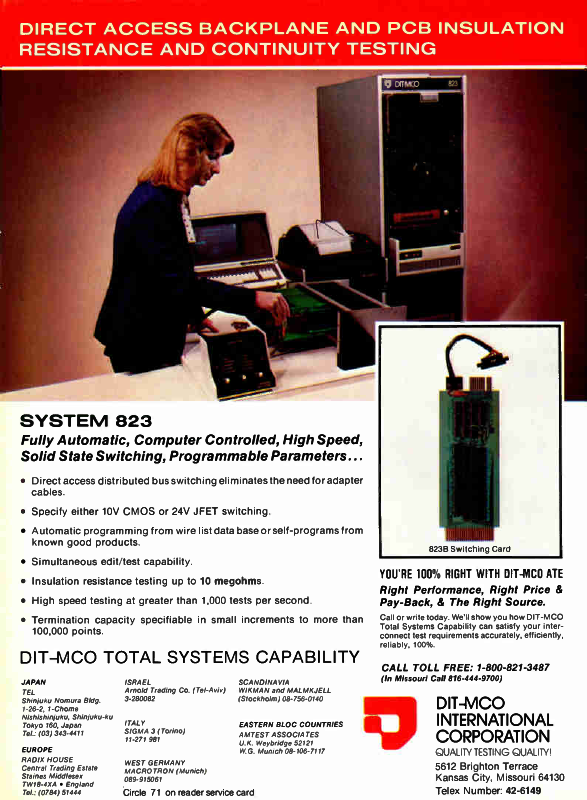 DIRECT ACCESS BACKPLANE AND PCB INSULATION
RESISTANCE AND CONTINUITY TESTING
DIT-MCO 823
SYSTEM 823
Fully Automatic, Computer Controlled, High Speed,
Solid State Switching, Programmable Parameters...
• Direct access distributed bus switching eliminates the need for adapter
cables.
• Specify either 10V CMOS or 24V JFET switching.
• Automatic programming from wire list data base or self-programs from
known good products.
• Simultaneous edit/test capability.
• Insulation resistance testing up to 10 megohms.
• High speed testing at greater than 1,000 tests per second.
• Termination capacity specifiable in small increments to more than
100,000 points.
823B Switching Card
YOU'RE 100% RIGHT WITH DIT-MCO ATE
Right Performance, Right Price &
Pay-Back, & The Right Source.
Call or write today. We'll show you how DIT-MCO
Total Systems Capability can satisfy your inter-
connect test requirements accurately, efficiently,
reliably, 100%.
CALL TOLL FREE: 1-800-821-3487
(In Missouri Call 816-444-9700)
DIT-MCO TOTAL SYSTEMS CAPABILITY
JAPAN
TEL
Shinjuku Nomura Bldg.
1-26-2, 1-Chome
Nishishinjuku, Shinjuku-ku
Tokyo 160, Japan
Tel.: (03) 343-4411
EUROPE
RADIX HOUSE
Central Trading Estate
Staines Middlesex
TW18-4XA • England
Tel.: (0784) 51444
ISRAEL
Arnold Trading Co. (Tel-Aviv)
3-280082
ITALY
SIGMA 3 (Torino)
11-271 981
WEST GERMANY
MACROTRON (Munich)
089-915061
SCANDINAVIA
WIKMAN and MALMKJELL
(Stockholm) 08-756-0140
EASTERN BLOC COUNTRIES
AMTEST ASSOCIATES
U.K. Weybridge 52121
W.G. Munich 08-106-7117
Circle 71 on reader service card
DIT-MCO
INTERNATIONAL
CORPORATION
QUALITY TESTING QUALITY!
5612 Brighton Terrace
Kansas City, Missouri 64130
Telex Number: 42-6149